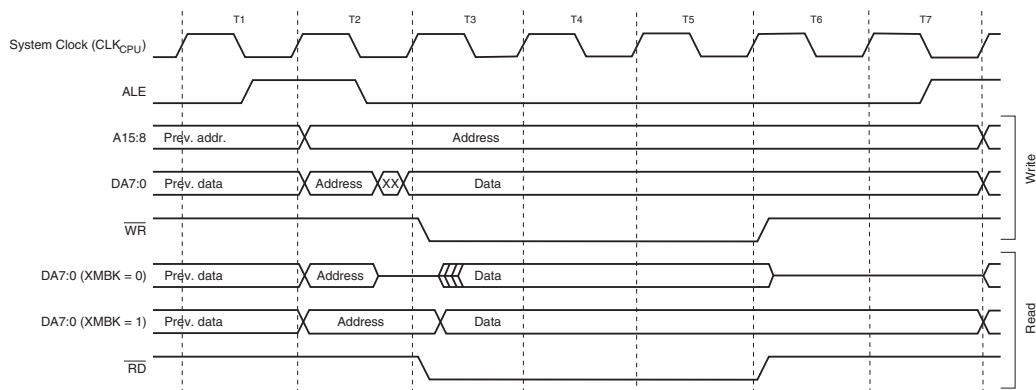 T1 T2 T3 T4 T5 T6 T7
System Clock (CLKCPU)
ALE
A15:8 Prev. addr. Address
DA7:0 Prev. data Address XX Data
WR
Write
DA7:0 (XMBK = 0) Prev. data Address Data
DA7:0 (XMBK = 1) Prev. data Address Data
RD
Read